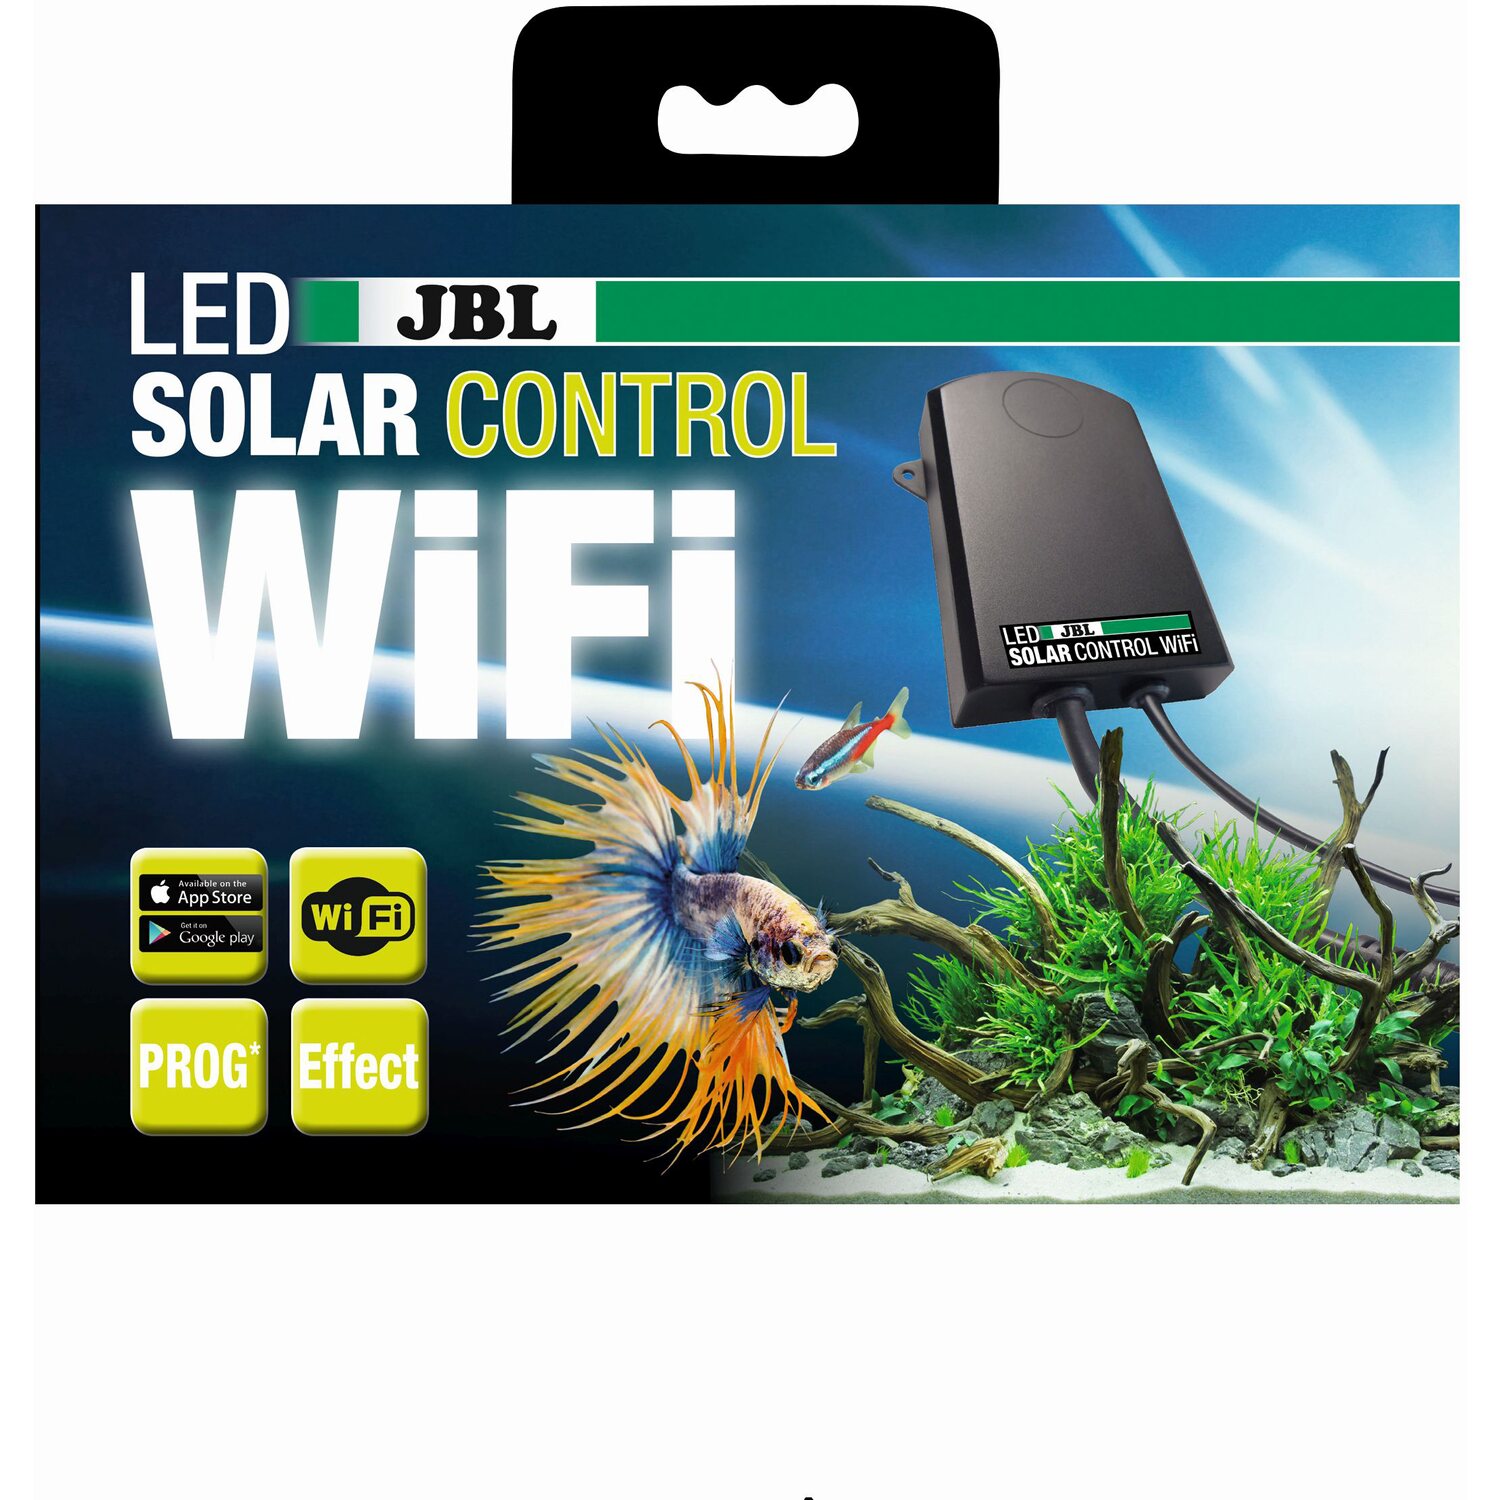 LED JBL
SOLAR CONTROL
WiFi
LED JBL
SOLAR CONTROL WiFi
Available on the
App Store
Get it on
Google play
Wi Fi
PROG*
Effect